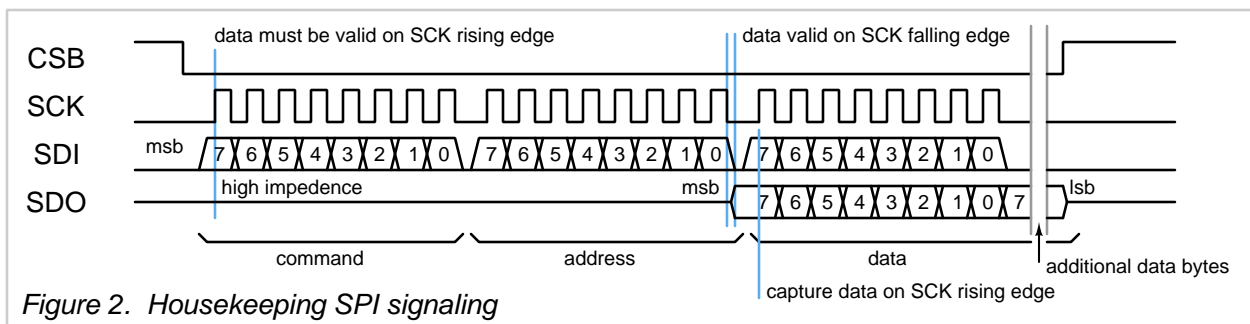 data must be valid on SCK rising edge data valid on SCK falling edge
CSB
SCK
SDI msb 7 6 5 4 3 2 1 0 7 6 5 4 3 2 1 0 7 6 5 4 3 2 1 0
high impedence msb lsb
SDO 7 6 5 4 3 2 1 0 7
command address data additional data bytes
capture data on SCK rising edge
Figure 2. Housekeeping SPI signaling